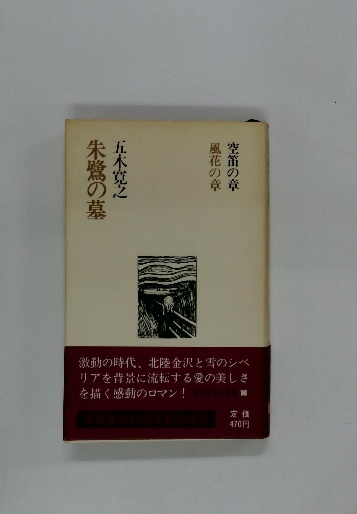 空笛の章
風花の章
五木寛之
朱鷺の墓
激動の時代、北陸金沢と雪のシベ
リアを背景に流転する愛の美しさ
を描く感動のロマン！
定価
470円